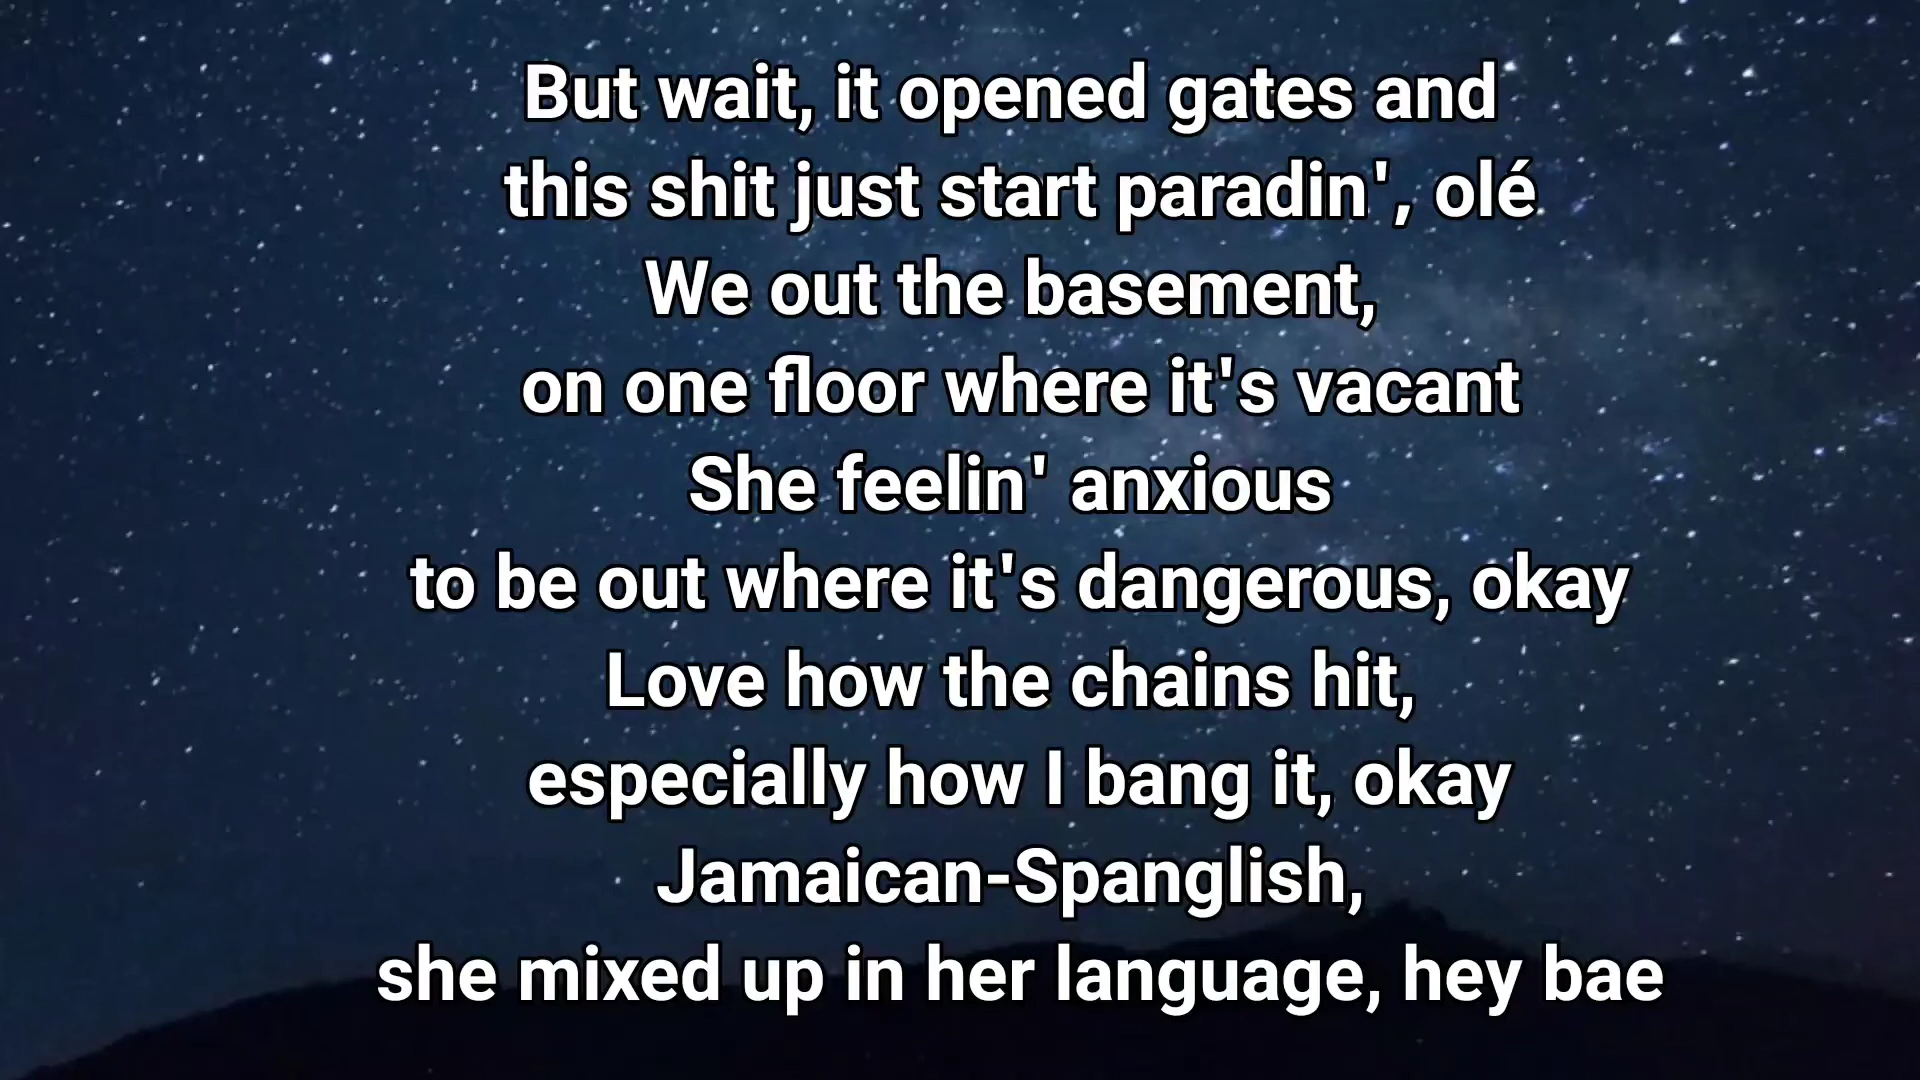 But wait, it opened gates and
this shit just start paradin', olé
We out the basement,
on one floor where it's vacant
She feelin' anxious
to be out where it's dangerous, okay
Love how the chains hit,
especially how I bang it, okay
Jamaican-Spanglish,
she mixed up in her language, hey bae